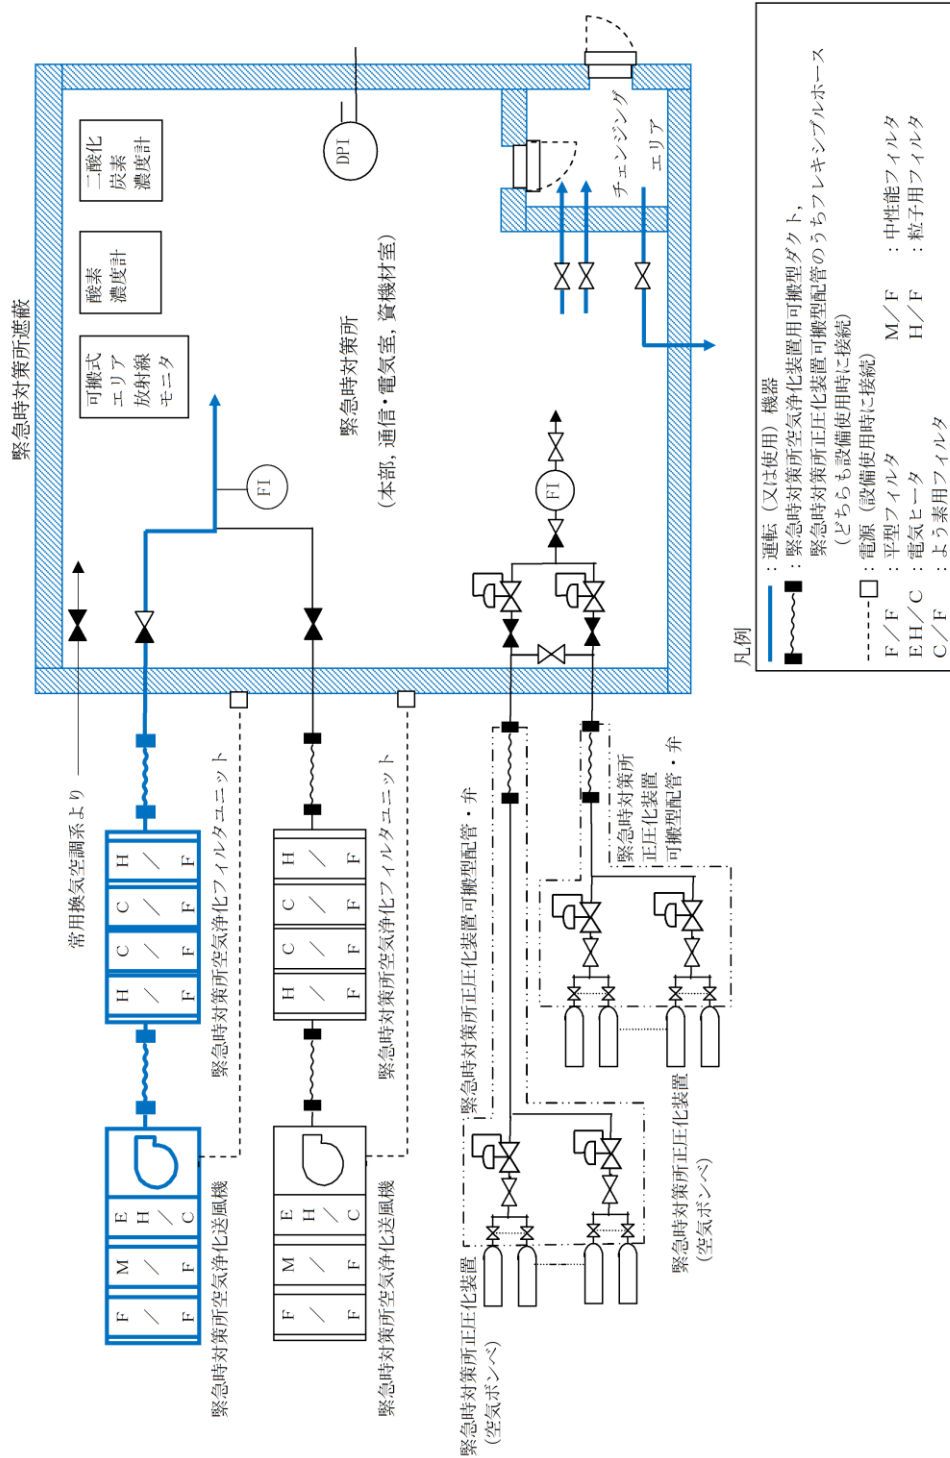 緊急時対策所遮蔽
可搬式
エリア
放射線
モニタ
酸素
濃度計
二酸化
炭素
濃度計
常用換気空調系より
FI
DPI
緊急時対策所
(本部,通信・電気室,資機材室)
FI
チェンジング
エリア
F/F
M/F
EH/C
H/F
C/F
C/F
H/F
緊急時対策所空気浄化送風機
緊急時対策所空気浄化フィルタユニット
F/F
M/F
EH/C
H/F
C/F
C/F
H/F
緊急時対策所空気浄化送風機
緊急時対策所空気浄化フィルタユニット
緊急時対策所正圧化装置
(空気ボンベ)
緊急時対策所正圧化装置可搬型配管・弁
緊急時対策所
正圧化装置
可搬型配管・弁
緊急時対策所正圧化装置
(空気ボンベ)
凡例
:運転(又は使用)機器
:緊急時対策所空気浄化装置用可搬型ダクト,
緊急時対策所正圧化装置可搬型配管のうちフレキシブルホース
(どちらも設備使用時に接続)
:電源(設備使用時に接続)
F/F :平型フィルタ M/F :中性能フィルタ
EH/C :電気ヒータ H/F :粒子用フィルタ
C/F :よう素用フィルタ